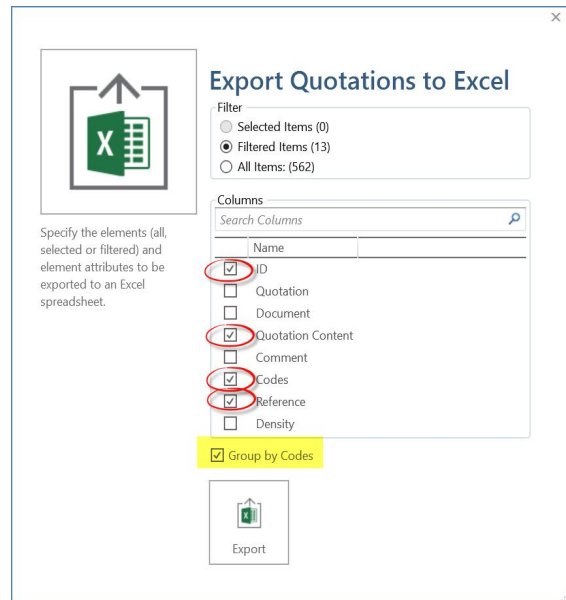 Export Quotations to Excel
Filter
Selected Items (0)
Filtered Items (13)
All Items: (562)
Specify the elements (all,
selected or filtered) and
element attributes to be
exported to an Excel
spreadsheet.
Columns
Search Columns
Name
ID
Quotation
Document
Quotation Content
Comment
Codes
Reference
Density
Group by Codes
Export